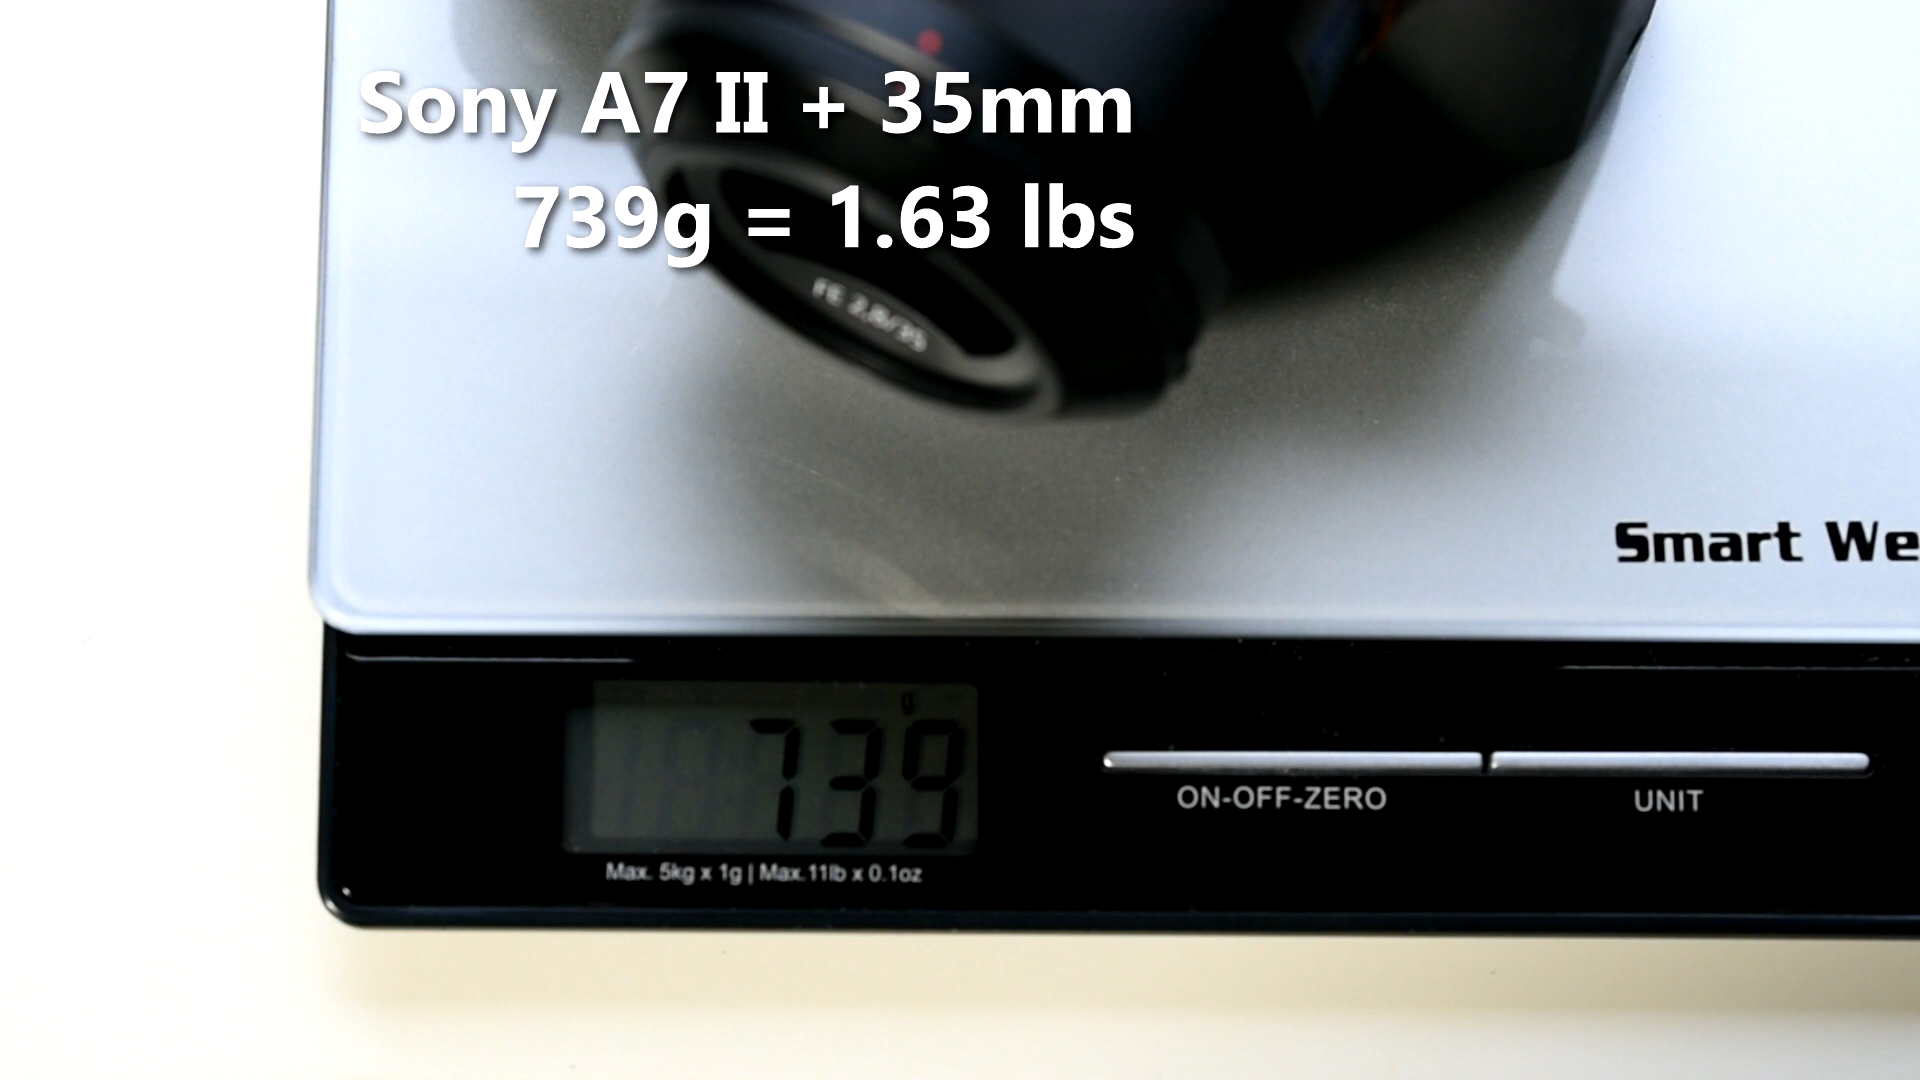 Sony A7 II + 35mm
739g = 1.63 lbs
FE 2.8/35
Smart We
739
ON-OFF-ZERO
UNIT
Max. 5kg x 1g | Max.11lb x 0.1oz